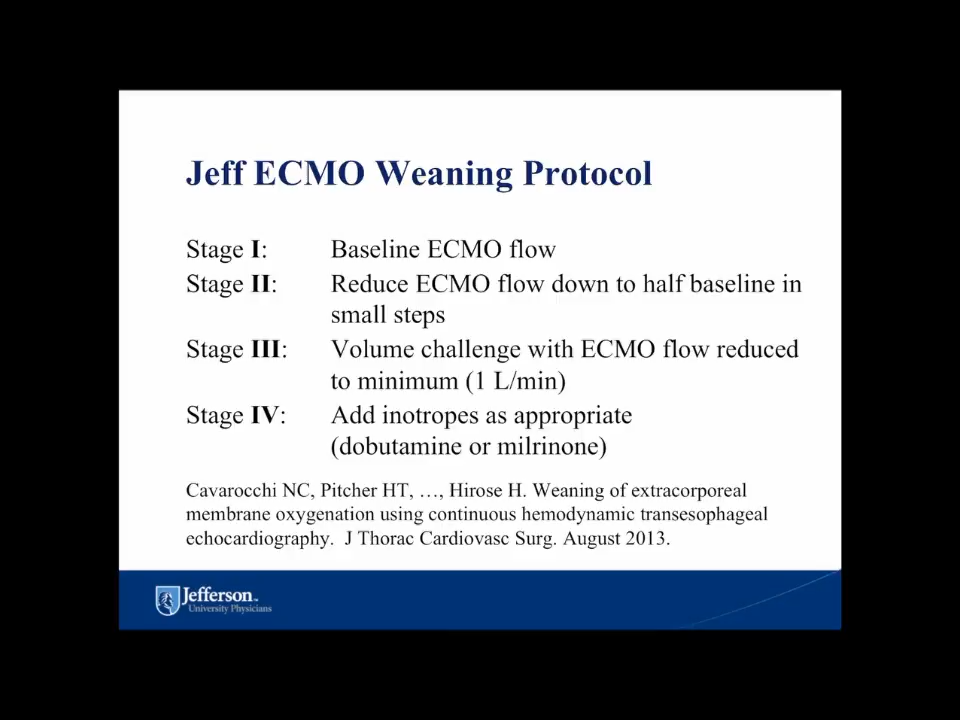 Jeff ECMO Weaning Protocol
Stage I: Baseline ECMO flow
Stage II: Reduce ECMO flow down to half baseline in
small steps
Stage III: Volume challenge with ECMO flow reduced
to minimum (1 L/min)
Stage IV: Add inotropes as appropriate
(dobutamine or milrinone)
Cavarocchi NC, Pitcher HT, …, Hirose H. Weaning of extracorporeal
membrane oxygenation using continuous hemodynamic transesophageal
echocardiography. J Thorac Cardiovasc Surg. August 2013.
Jefferson™
University Physicians